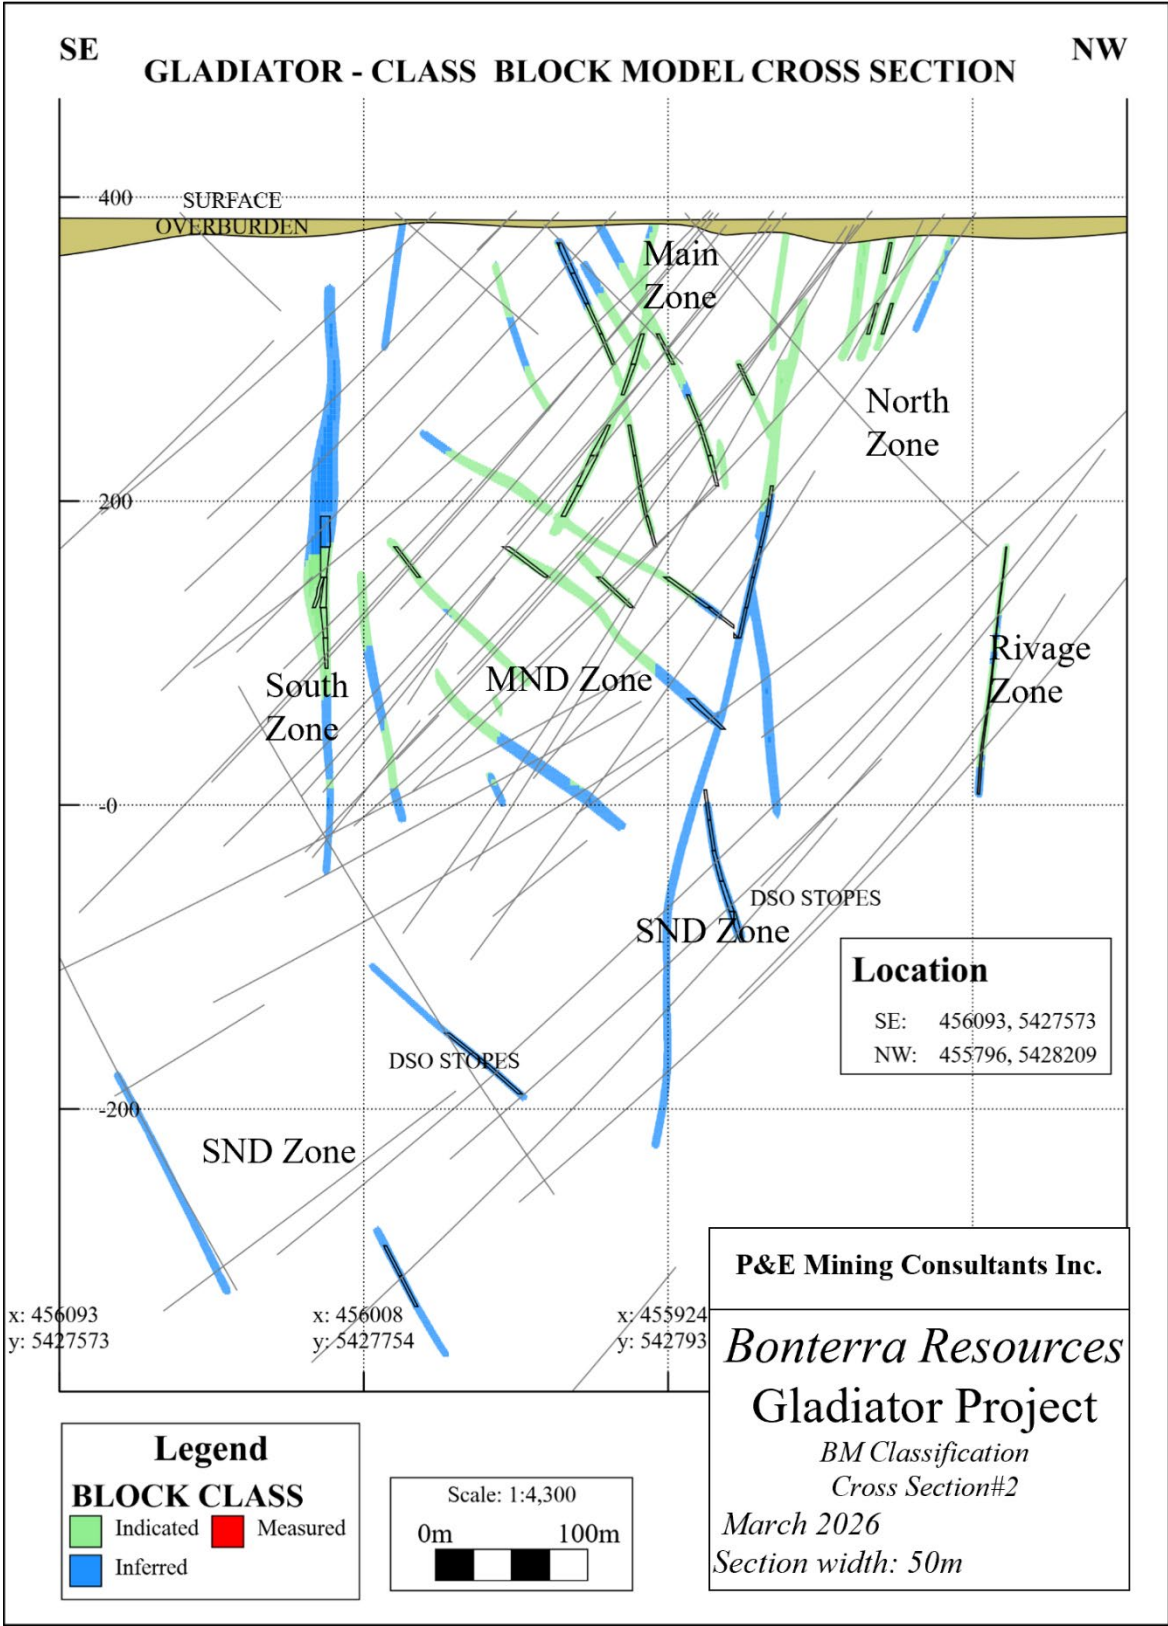 SE
NW
GLADIATOR - CLASS BLOCK MODEL CROSS SECTION
400
SURFACE
OVERBURDEN
Main
Zone
North
Zone
200
South
Zone
MND Zone
Rivage
Zone
-0
DSO STOPES
SND Zone
Location
SE: 456093, 5427573
NW: 455796, 5428209
DSO STOPES
-200
SND Zone
x: 456093
y: 5427573
x: 456008
y: 5427754
x: 455924
y: 542793
P&E Mining Consultants Inc.
Bonterra Resources
Gladiator Project
BM Classification
Cross Section#2
March 2026
Section width: 50m
Legend
BLOCK CLASS
Indicated Measured
Inferred
Scale: 1:4,300
0m 100m